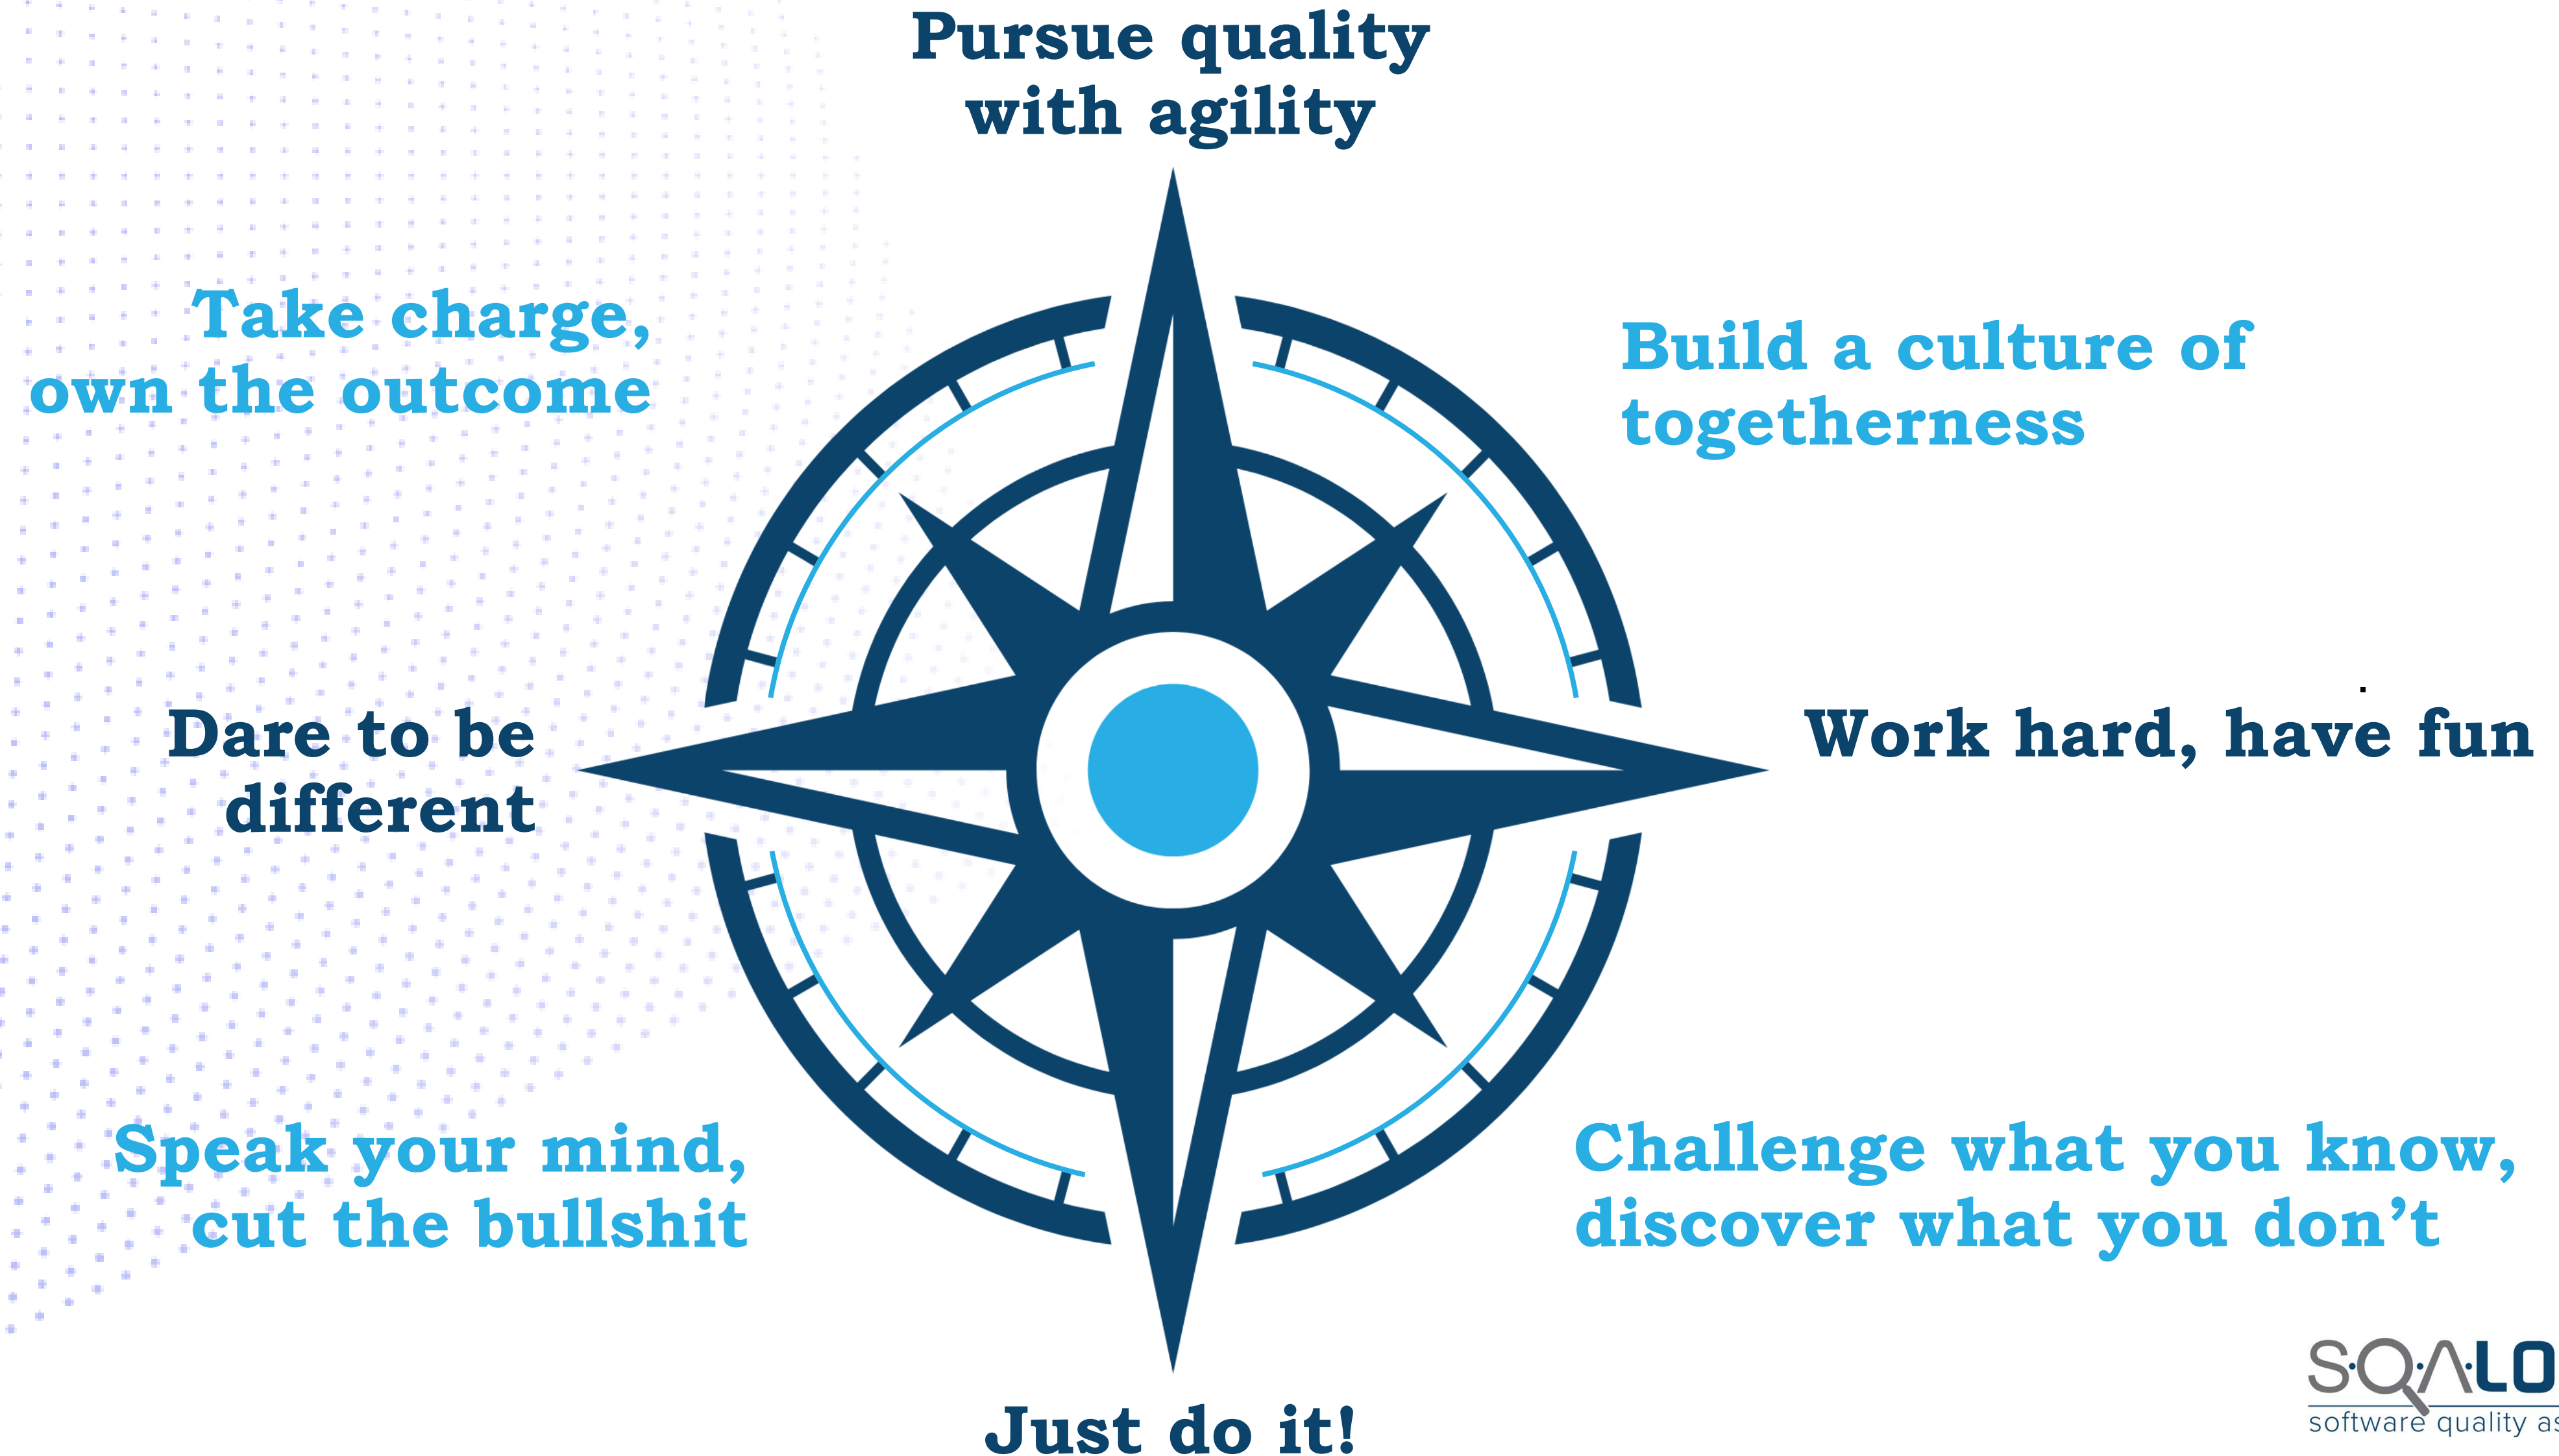 Pursue quality
with agility
Take charge,
own the outcome
Build a culture of
togetherness
Dare to be
different
Work hard, have fun
Speak your mind,
cut the bullshit
Challenge what you know,
discover what you don’t
Just do it!
S·Q·A·LO
software quality as